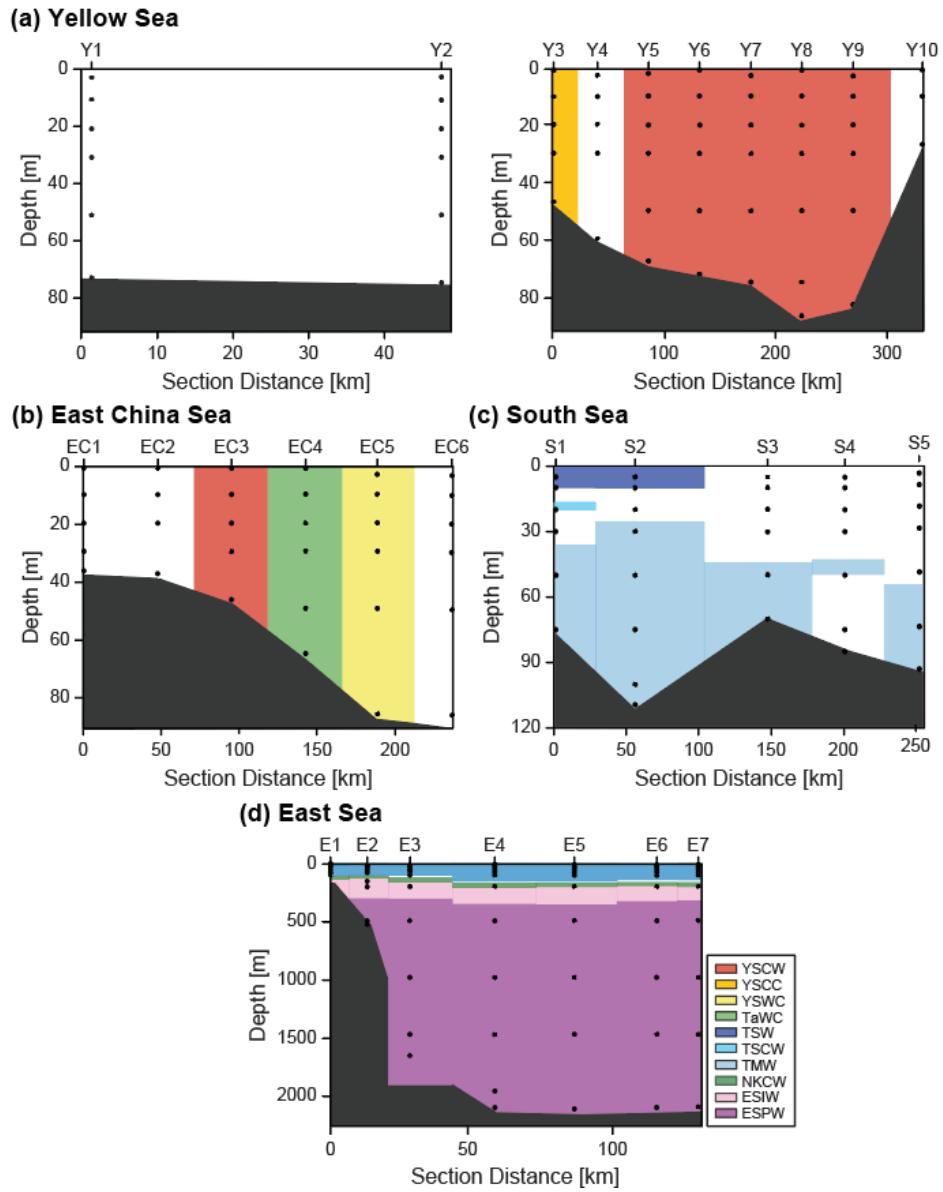 (a) Yellow Sea
Y1 Y2
0
20
40
60
80
Depth [m]
0 10 20 30 40
Section Distance [km]
Y3 Y4 Y5 Y6 Y7 Y8 Y9 Y10
0
20
40
60
80
Depth [m]
0 100 200 300
Section Distance [km]
(b) East China Sea
EC1 EC2 EC3 EC4 EC5 EC6
0
20
40
60
80
Depth [m]
0 50 100 150 200
Section Distance [km]
(c) South Sea
S1 S2 S3 S4 S5
0
30
60
90
120
Depth [m]
0 50 100 150 200 250
Section Distance [km]
(d) East Sea
E1 E2 E3 E4 E5 E6 E7
0
500
1000
1500
2000
Depth [m]
0 50 100
Section Distance [km]
YSCW
YSCC
YSWC
TaWC
TSW
TSCW
TMW
NKCW
ESIW
ESPW